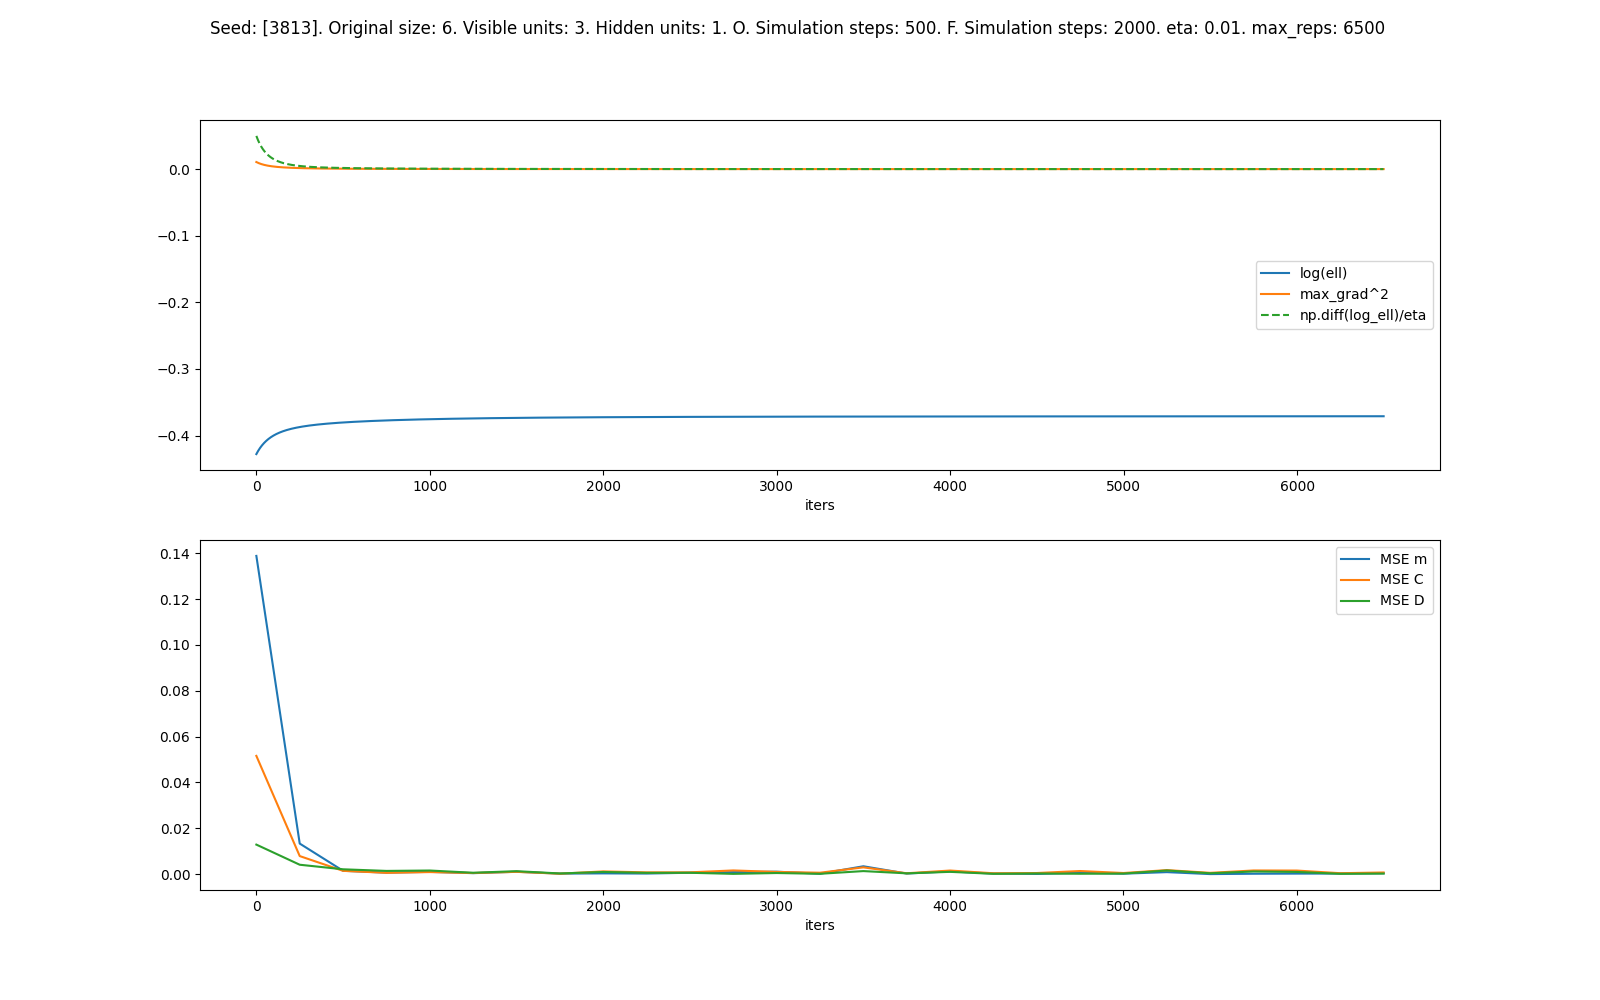 Seed: [3813]. Original size: 6. Visible units: 3. Hidden units: 1. O. Simulation steps: 500. F. Simulation steps: 2000. eta: 0.01. max_reps: 6500
0.0
−0.1
−0.2
−0.3
−0.4
log(ell)
max_grad^2
np.diff(log_ell)/eta
0 1000 2000 3000 4000 5000 6000
iters
0.14
0.12
0.10
0.08
0.06
0.04
0.02
0.00
MSE m
MSE C
MSE D
0 1000 2000 3000 4000 5000 6000
iters